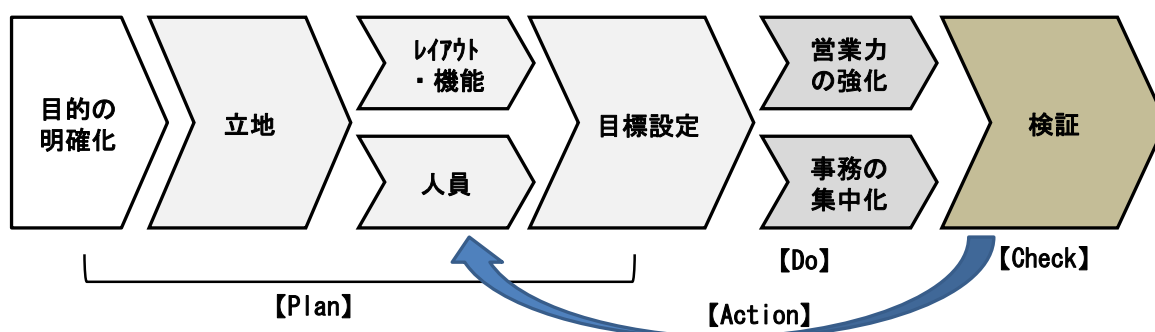 目的の
明確化
立地
ﾚｲｱｳﾄ
・機能
人員
目標設定
営業力
の強化
事務の
集中化
検証
【Plan】
【Do】
【Check】
【Action】